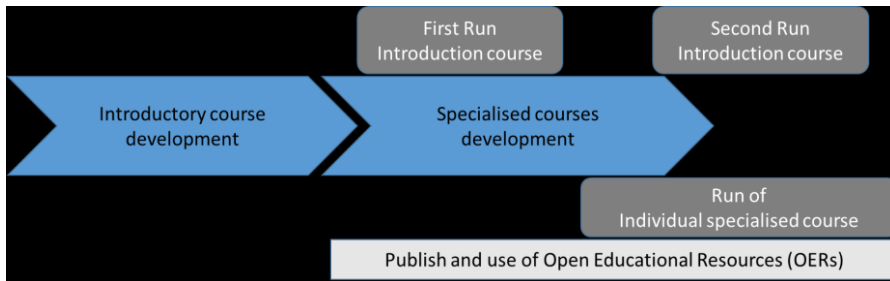 First Run
Introduction course
Second Run
Introduction course
Introductory course
development
Specialised courses
development
Run of
Individual specialised course
Publish and use of Open Educational Resources (OERs)